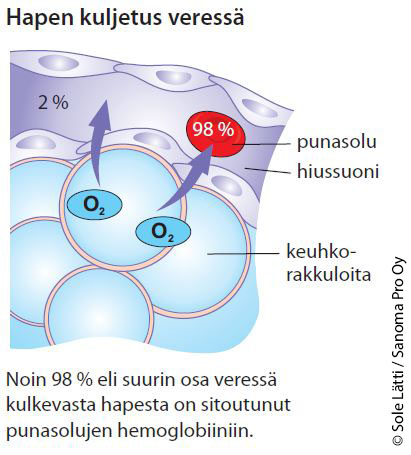 Hapen kuljetus veressä
2 %
98 %
punasolu
hiussuoni
O₂
O₂
keuhko-
rakkuloita
Noin 98 % eli suurin osa veressä
kulkevasta hapesta on sitoutunut
punasolujen hemoglobiiniin.
© Sole Lätti / Sanoma Pro Oy